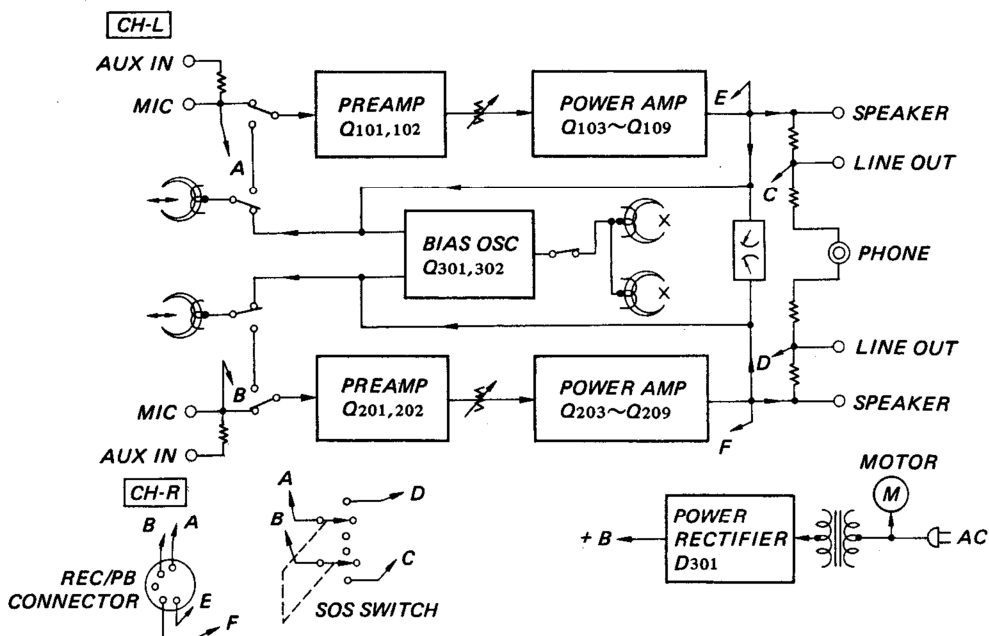 CH-L
AUX IN
MIC
A
PREAMP
Q101,102
POWER AMP
Q103~Q109
E
SPEAKER
LINE OUT
C
BIAS OSC
Q301,302
PHONE
LINE OUT
D
B
MIC
PREAMP
Q201,202
POWER AMP
Q203~Q209
SPEAKER
F
AUX IN
CH-R
B
A
REC/PB
CONNECTOR
E
F
A
B
D
C
SOS SWITCH
MOTOR
M
+B
POWER
RECTIFIER
D301
AC